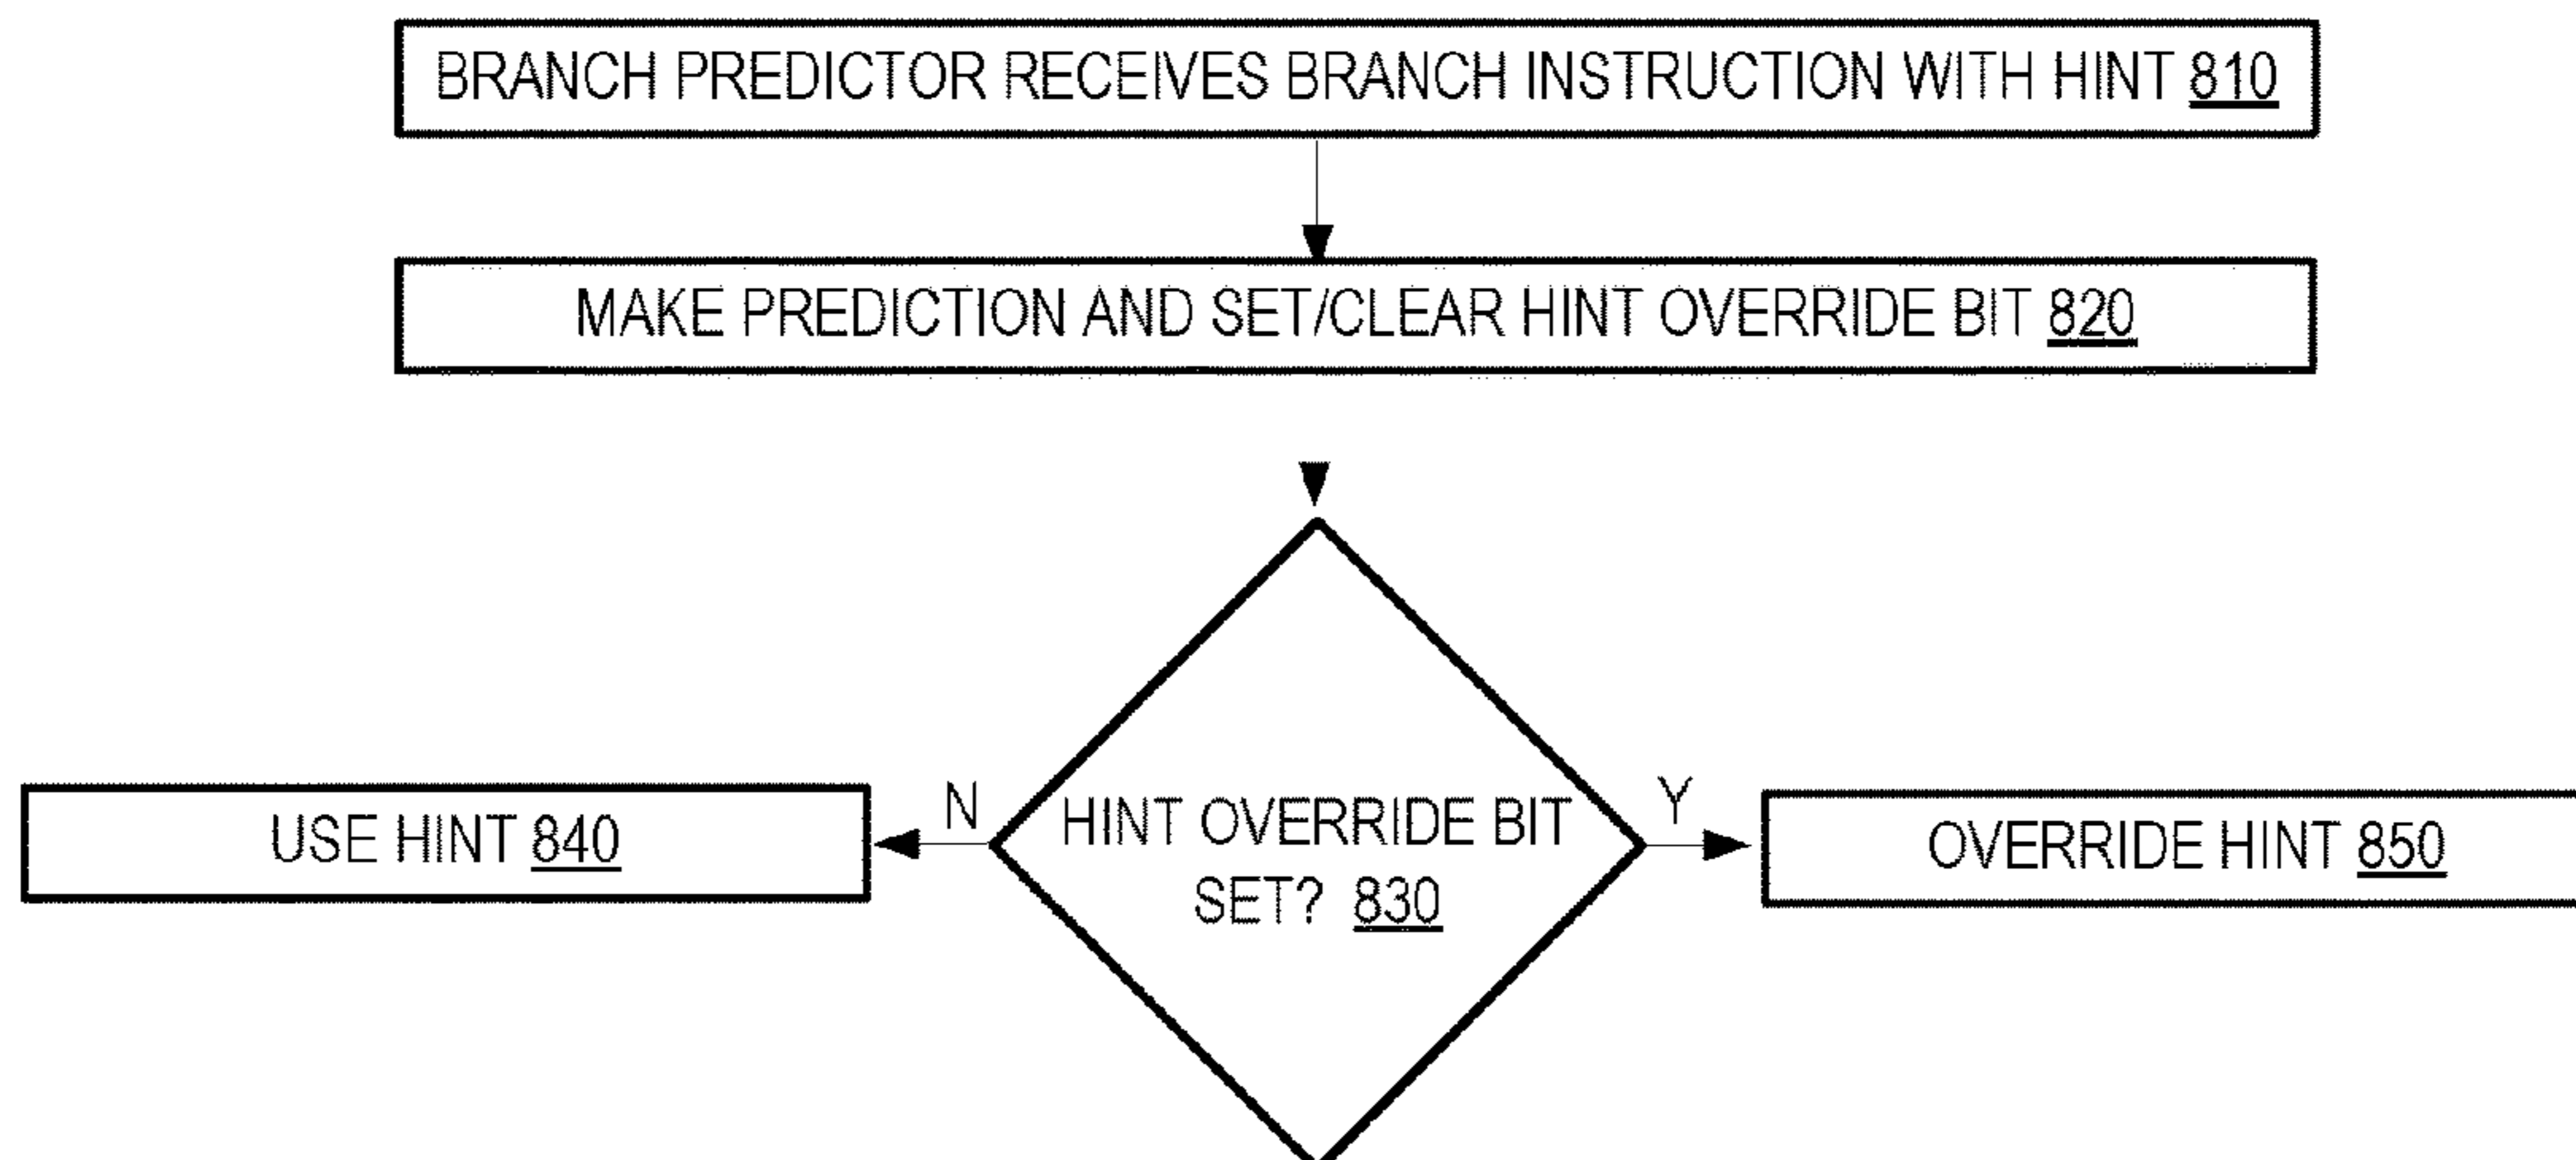 BRANCH PREDICTOR RECEIVES BRANCH INSTRUCTION WITH HINT 810
MAKE PREDICTION AND SET/CLEAR HINT OVERRIDE BIT 820
USE HINT 840
N
HINT OVERRIDE BIT
SET? 830
Y
OVERRIDE HINT 850